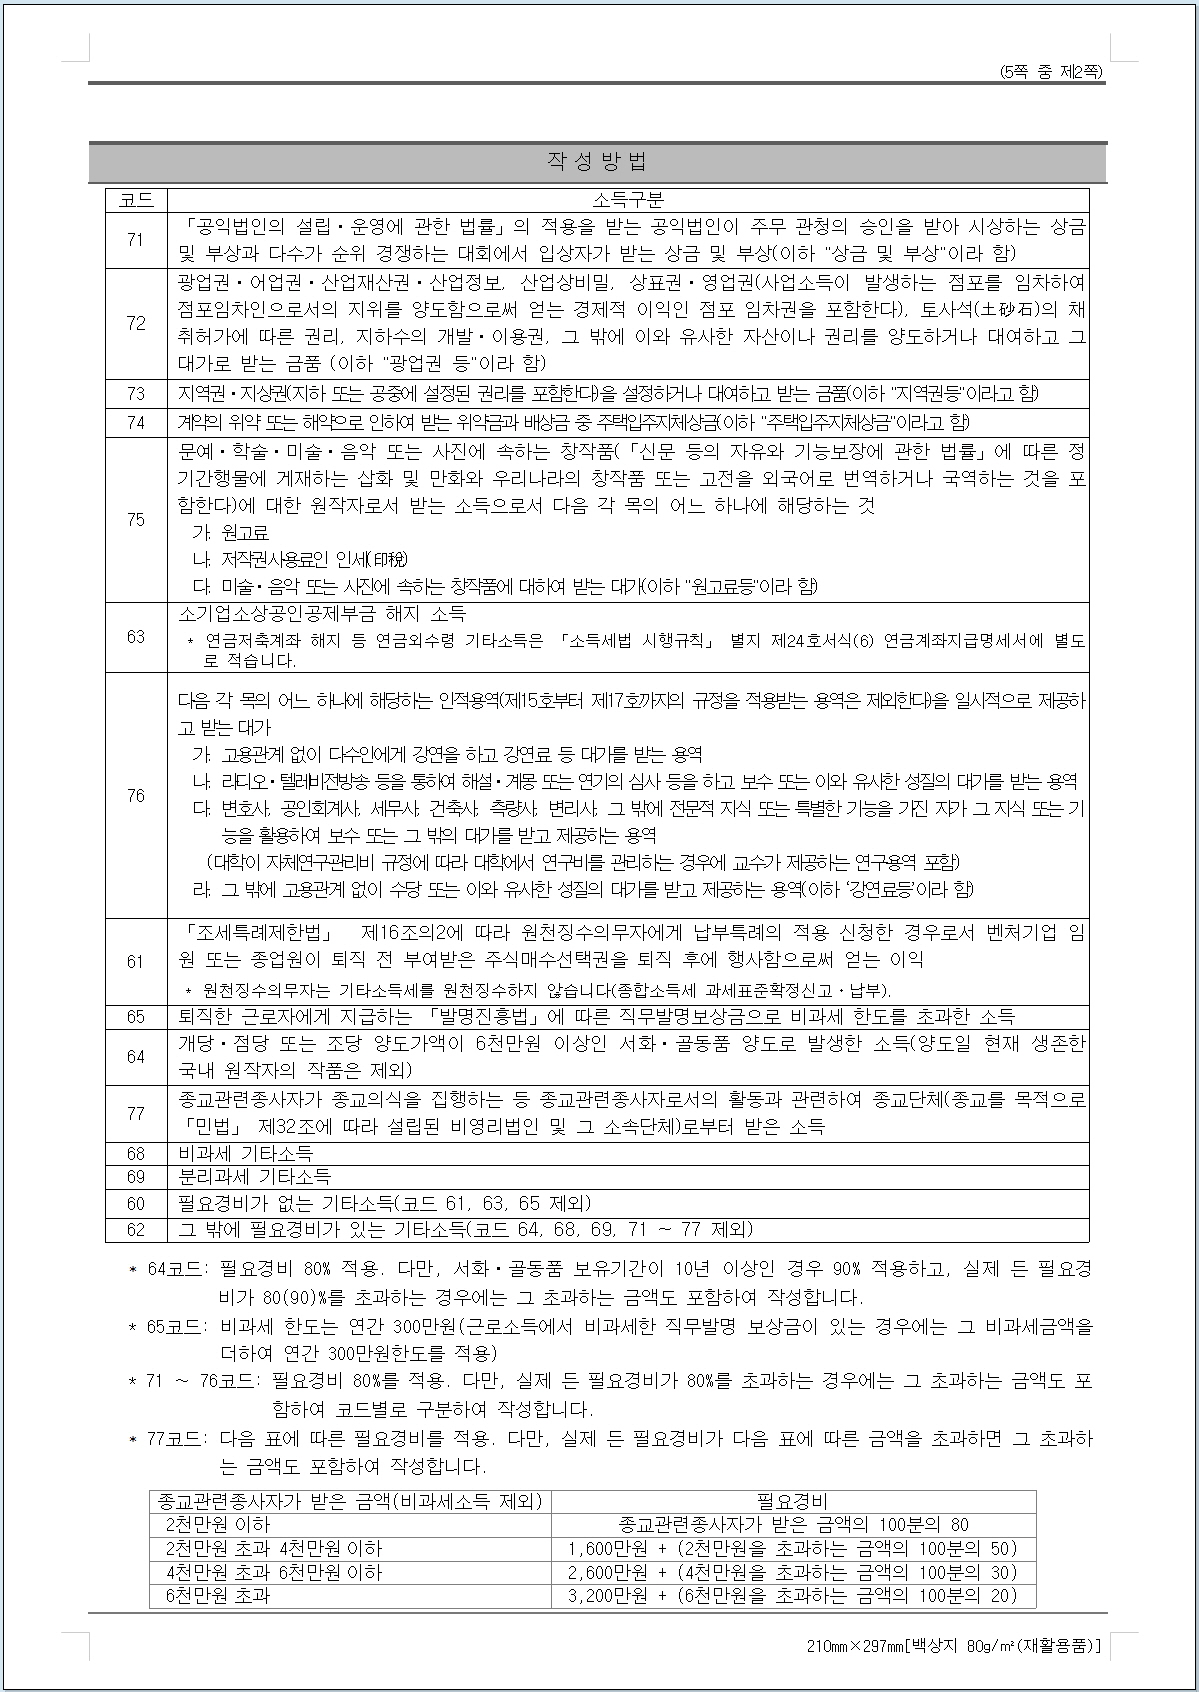 (5쪽 중 제2쪽)
작 성 방 법
코드 소득구분
71 「공익법인의 설립·운영에 관한 법률」의 적용을 받는 공익법인이 주무 관청의 승인을 받아 시상하는 상금
및 부상과 다수가 순위 경쟁하는 대회에서 입상자가 받는 상금 및 부상(이하 "상금 및 부상"이라 함)
72 광업권·어업권·산업재산권·산업정보, 산업상비밀, 상표권·영업권(사업소득이 발생하는 점포를 임차하여
점포임차인으로서의 지위를 양도함으로써 얻는 경제적 이익인 점포 임차권을 포함한다), 토사석(土砂石)의 채
취허가에 따른 권리, 지하수의 개발·이용권, 그 밖에 이와 유사한 자산이나 권리를 양도하거나 대여하고 그
대가로 받는 금품 (이하 "광업권 등"이라 함)
73 지역권·지상권(지하 또는 공중에 설정된 권리를 포함한다)을 설정하거나 대여하고 받는 금품(이하 "지역권등"이라고 함)
74 계약의 위약 또는 해약으로 인하여 받는 위약금과 배상금 중 주택입주지체상금(이하 "주택입주지체상금"이라고 함)
75 문예·학술·미술·음악 또는 사진에 속하는 창작품(「신문 등의 자유와 기능보장에 관한 법률」에 따른 정
기간행물에 게재하는 삽화 및 만화와 우리나라의 창작품 또는 고전을 외국어로 번역하거나 국역하는 것을 포
함한다)에 대한 원작자로서 받는 소득으로서 다음 각 목의 어느 하나에 해당하는 것
가. 원고료
나. 저작권사용료인 인세(印稅)
다. 미술·음악 또는 사진에 속하는 창작품에 대하여 받는 대가(이하 "원고료등"이라 함)
63 소기업소상공인공제부금 해지 소득
* 연금저축계좌 해지 등 연금외수령 기타소득은 「소득세법 시행규칙」 별지 제24호서식(6) 연금계좌지급명세서에 별도
로 적습니다.
76 다음 각 목의 어느 하나에 해당하는 인적용역(제15호부터 제17호까지의 규정을 적용받는 용역은 제외한다)을 일시적으로 제공하
고 받는 대가
가. 고용관계 없이 다수인에게 강연을 하고 강연료 등 대가를 받는 용역
나. 라디오·텔레비전방송 등을 통하여 해설·계몽 또는 연기의 심사 등을 하고 보수 또는 이와 유사한 성질의 대가를 받는 용역
다. 변호사, 공인회계사, 세무사, 건축사, 측량사, 변리사, 그 밖에 전문적 지식 또는 특별한 기능을 가진 자가 그 지식 또는 기
능을 활용하여 보수 또는 그 밖의 대가를 받고 제공하는 용역
(대학이 자체연구관리비 규정에 따라 대학에서 연구비를 관리하는 경우에 교수가 제공하는 연구용역 포함)
라. 그 밖에 고용관계 없이 수당 또는 이와 유사한 성질의 대가를 받고 제공하는 용역(이하 '강연료등'이라 함)
61 「조세특례제한법」 제16조의2에 따라 원천징수의무자에게 납부특례의 적용 신청한 경우로서 벤처기업 임
원 또는 종업원이 퇴직 전 부여받은 주식매수선택권을 퇴직 후에 행사함으로써 얻는 이익
* 원천징수의무자는 기타소득세를 원천징수하지 않습니다(종합소득세 과세표준확정신고·납부).
65 퇴직한 근로자에게 지급하는 「발명진흥법」에 따른 직무발명보상금으로 비과세 한도를 초과한 소득
64 개당·점당 또는 조당 양도가액이 6천만원 이상인 서화·골동품 양도로 발생한 소득(양도일 현재 생존한
국내 원작자의 작품은 제외)
77 종교관련종사자가 종교의식을 집행하는 등 종교관련종사자로서의 활동과 관련하여 종교단체(종교를 목적으로
「민법」 제32조에 따라 설립된 비영리법인 및 그 소속단체)로부터 받은 소득
68 비과세 기타소득
69 분리과세 기타소득
60 필요경비가 없는 기타소득(코드 61, 63, 65 제외)
62 그 밖에 필요경비가 있는 기타소득(코드 64, 68, 69, 71 ~ 77 제외)
* 64코드: 필요경비 80% 적용. 다만, 서화·골동품 보유기간이 10년 이상인 경우 90% 적용하고, 실제 든 필요경
비가 80(90)%를 초과하는 경우에는 그 초과하는 금액도 포함하여 작성합니다.
* 65코드: 비과세 한도는 연간 300만원(근로소득에서 비과세한 직무발명 보상금이 있는 경우에는 그 비과세금액을
더하여 연간 300만원한도를 적용)
* 71 ~ 76코드: 필요경비 80%를 적용. 다만, 실제 든 필요경비가 80%를 초과하는 경우에는 그 초과하는 금액도 포
함하여 코드별로 구분하여 작성합니다.
* 77코드: 다음 표에 따른 필요경비를 적용. 다만, 실제 든 필요경비가 다음 표에 따른 금액을 초과하면 그 초과하
는 금액도 포함하여 작성합니다.
종교관련종사자가 받은 금액(비과세소득 제외) 필요경비
2천만원 이하 종교관련종사자가 받은 금액의 100분의 80
2천만원 초과 4천만원 이하 1,600만원 + (2천만원을 초과하는 금액의 100분의 50)
4천만원 초과 6천만원 이하 2,600만원 + (4천만원을 초과하는 금액의 100분의 30)
6천만원 초과 3,200만원 + (6천만원을 초과하는 금액의 100분의 20)
210㎜×297㎜[백상지 80g/㎡(재활용품)]